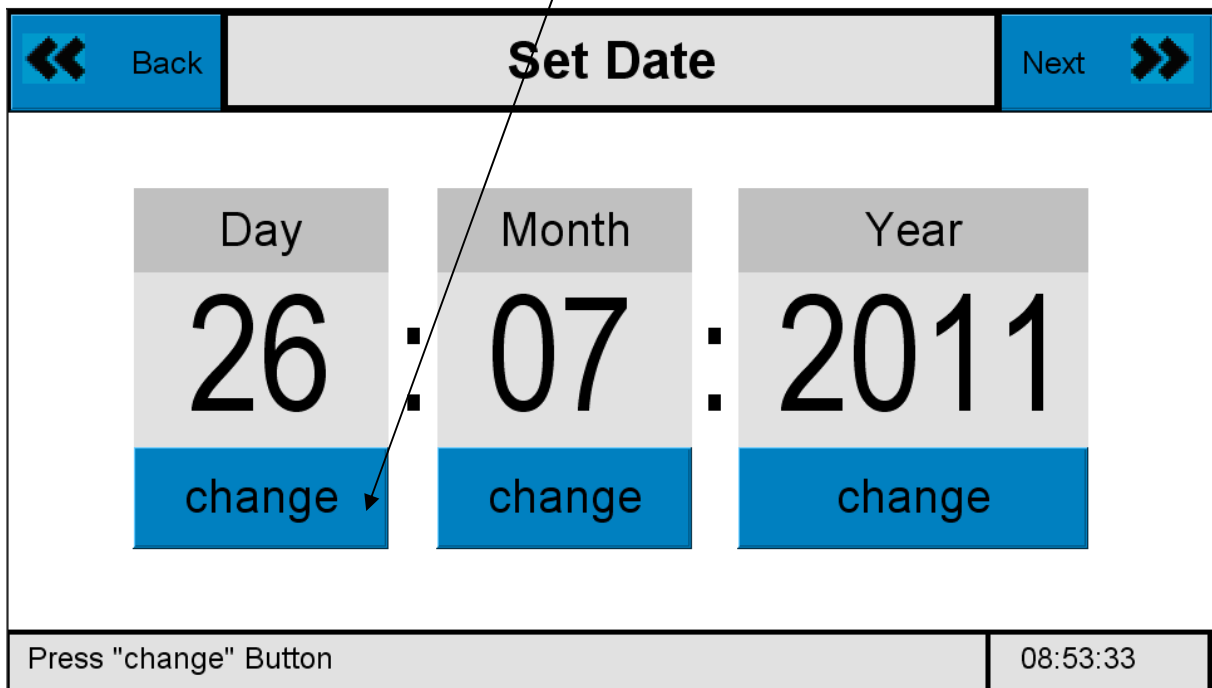 Back Set Date Next
Day Month Year
26 : 07 : 2011
change change change
Press "change" Button 08:53:33